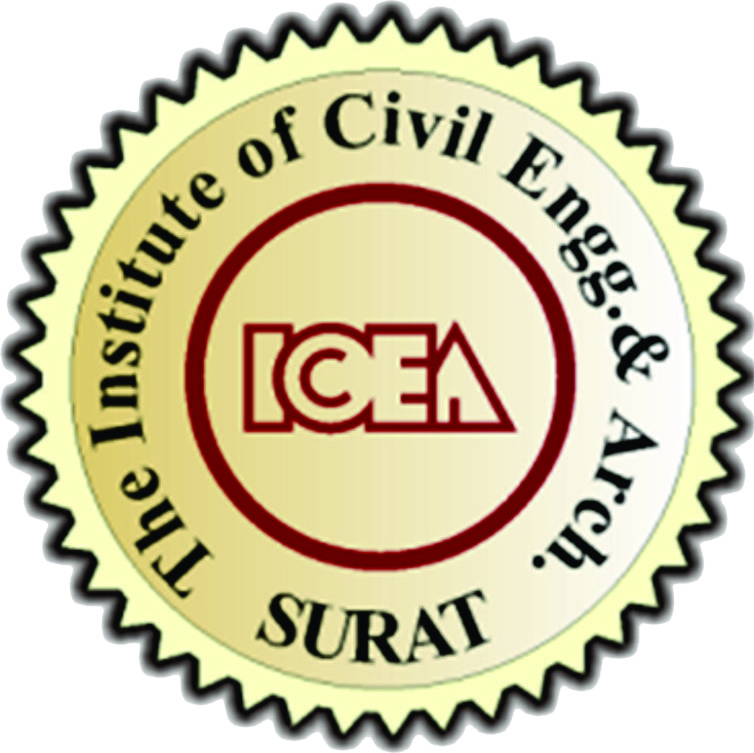 The Institute of Civil Engg.& Arch.
ICEA
SURAT